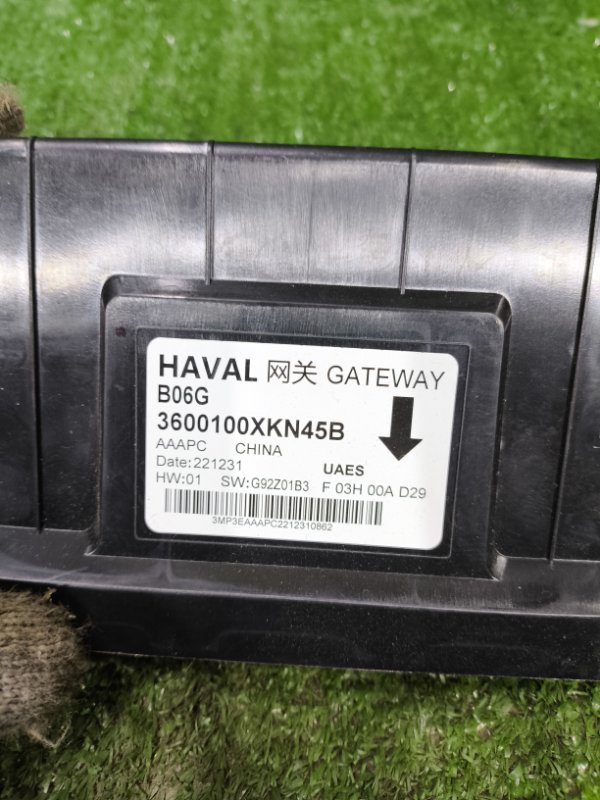 HAVAL 网关 GATEWAY
B06G
3600100XKN45B
AAAPC CHINA
Date:221231 UAES
HW:01 SW:G92Z01B3 F 03H 00A D29
3MP3EAAAPC2212310862